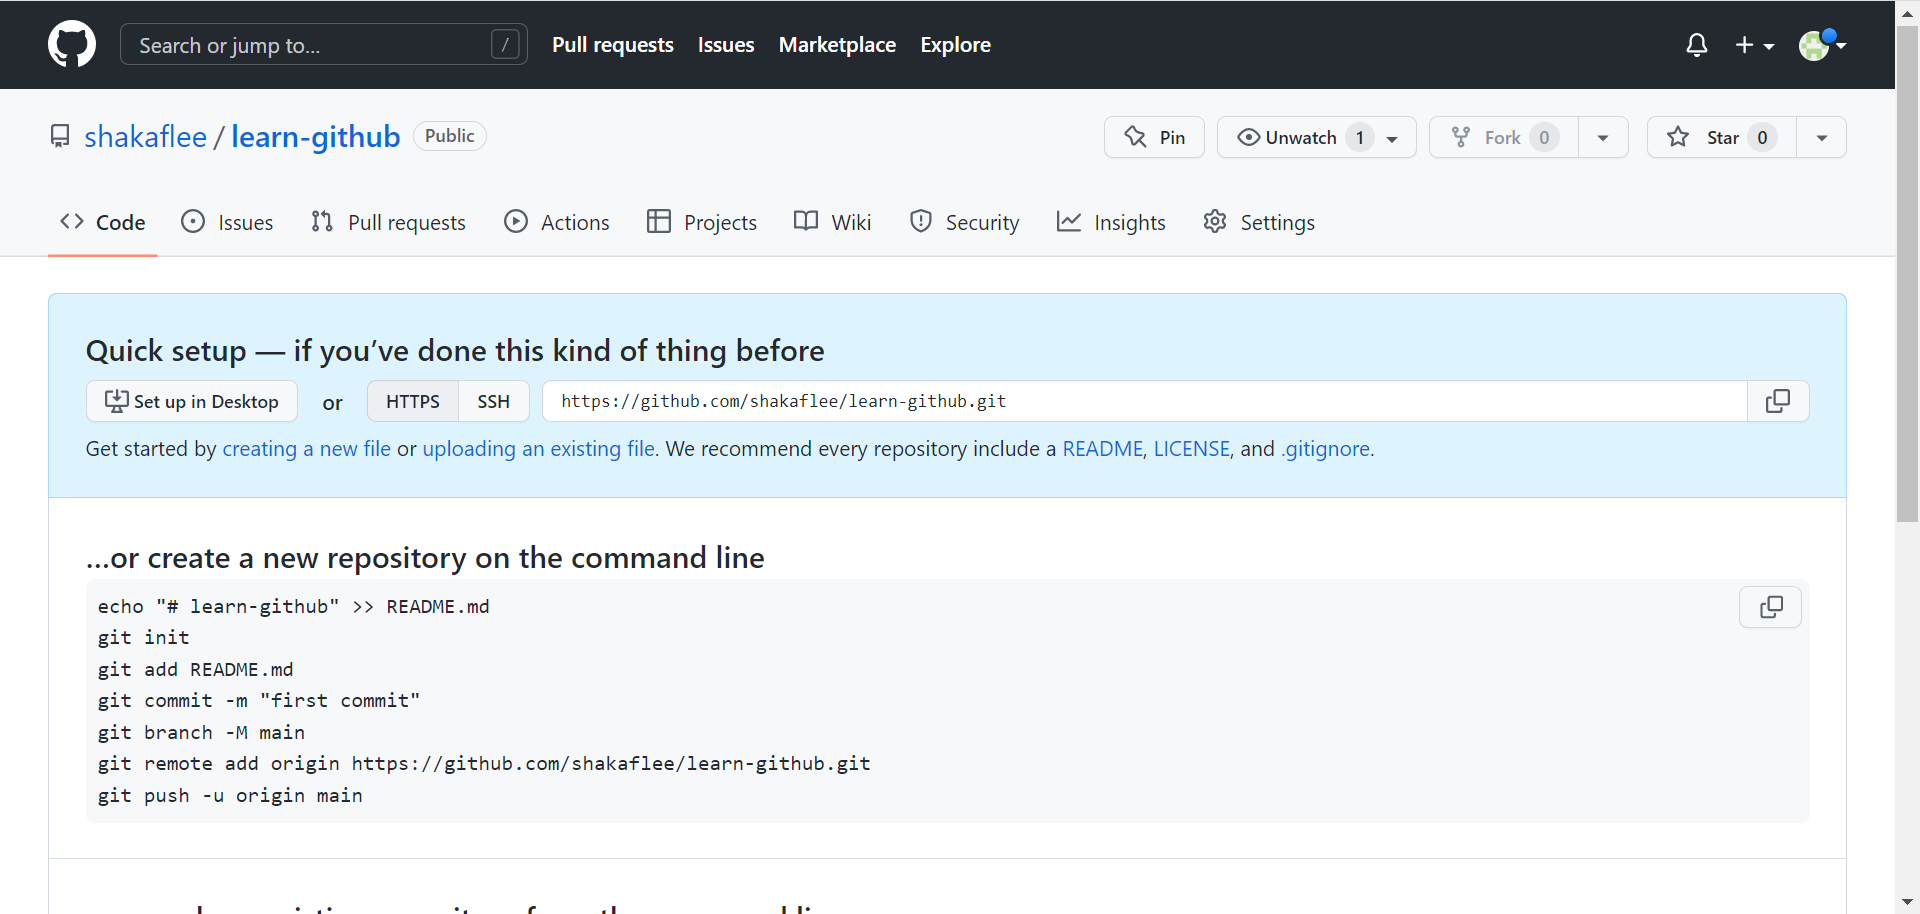 Search or jump to... / Pull requests Issues Marketplace Explore
shakaflee / learn-github Public Pin Unwatch 1 Fork 0 Star 0
Code Issues Pull requests Actions Projects Wiki Security Insights Settings
Quick setup — if you’ve done this kind of thing before
Set up in Desktop or HTTPS SSH https://github.com/shakaflee/learn-github.git
Get started by creating a new file or uploading an existing file. We recommend every repository include a README, LICENSE, and .gitignore.
…or create a new repository on the command line
echo "# learn-github" >> README.md
git init
git add README.md
git commit -m "first commit"
git branch -M main
git remote add origin https://github.com/shakaflee/learn-github.git
git push -u origin main